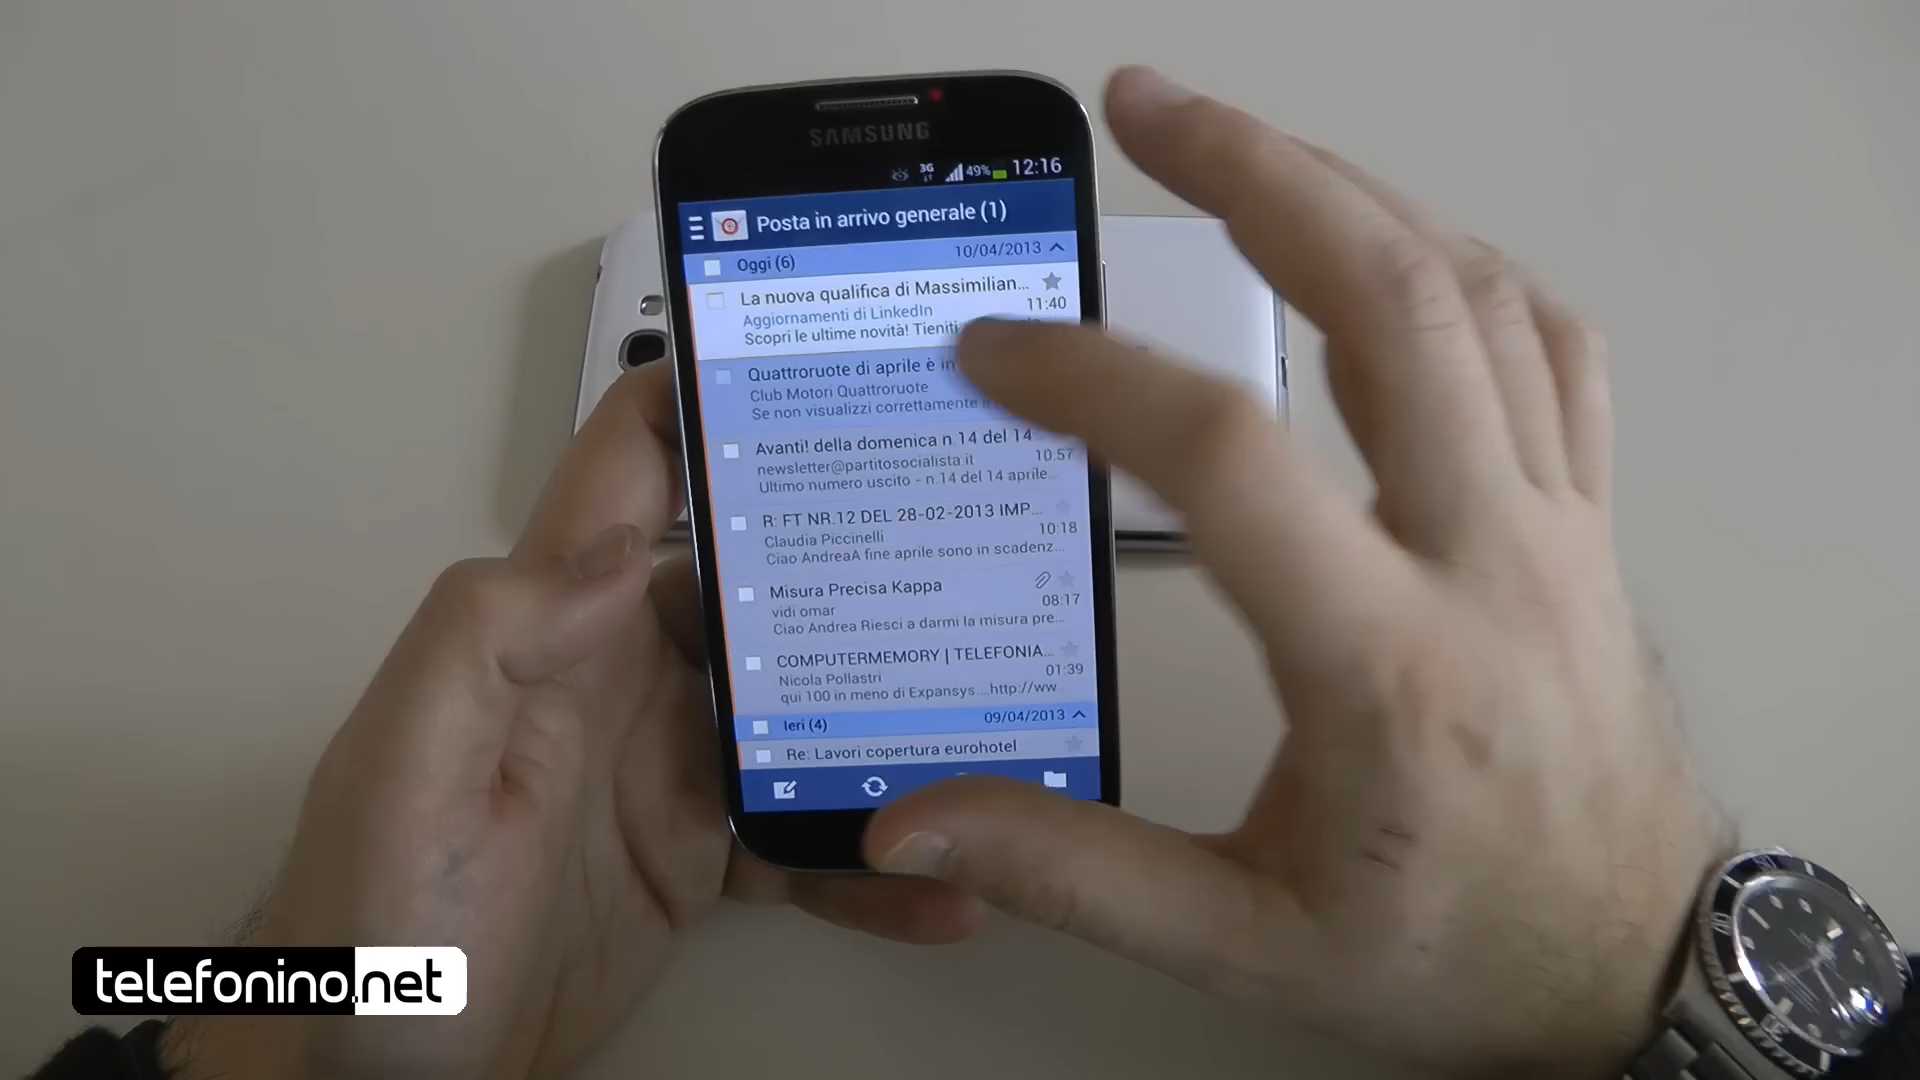 SAMSUNG
3G 49% 12:16
Posta in arrivo generale (1)
Oggi (6) 10/04/2013
La nuova qualifica di Massimilian...
Aggiornamenti di LinkedIn 11:40
Scopri le ultime novità! Tieniti
Quattroruote di aprile è in
Club Motori Quattroruote
Se non visualizzi correttamente
Avanti! della domenica n.14 del 14
newsletter@partitosocialista.it 10:57
Ultimo numero uscito - n.14 del 14 aprile...
R: FT NR.12 DEL 28-02-2013 IMP...
Claudia Piccinelli 10:18
Ciao AndreaA fine aprile sono in scadenz...
Misura Precisa Kappa
vidi omar 08:17
Ciao Andrea Riesci a darmi la misura pre...
COMPUTERMEMORY | TELEFONIA...
Nicola Pollastri 01:39
qui 100 in meno di Expansys....http://ww
Ieri (4) 09/04/2013
Re: Lavori copertura eurohotel
telefonino.net